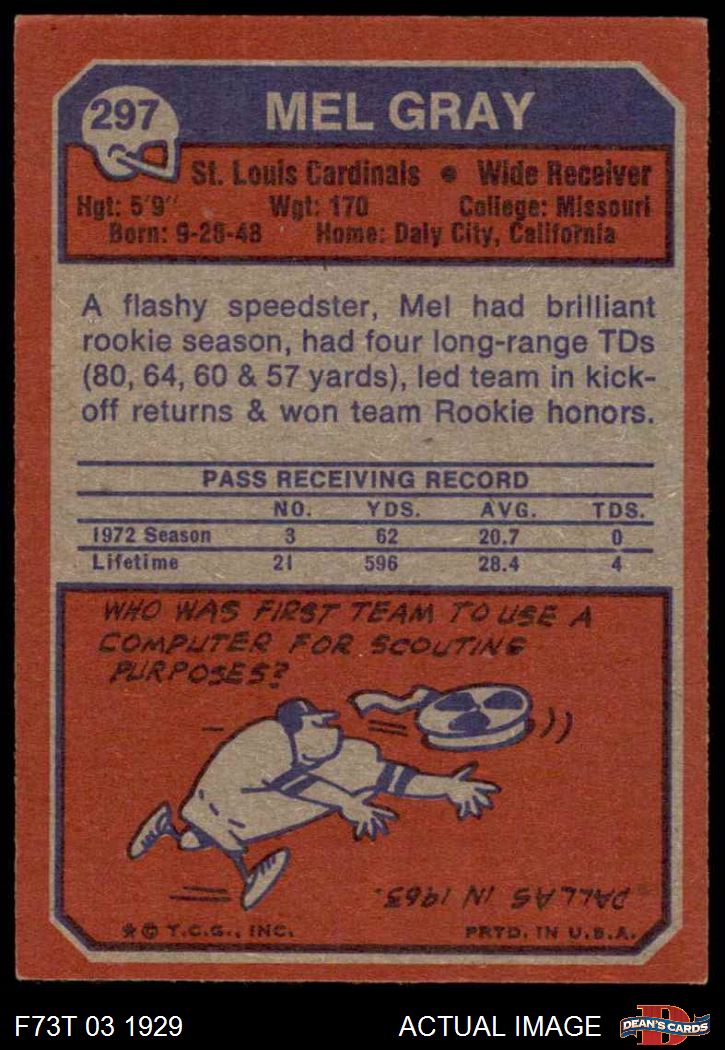 297
MEL GRAY
St. Louis Cardinals • Wide Receiver
Hgt: 5'9" Wgt: 170 College: Missouri
Born: 9-28-48 Home: Daly City, California
A flashy speedster, Mel had brilliant
rookie season, had four long-range TDs
(80, 64, 60 & 57 yards), led team in kick-
off returns & won team Rookie honors.
PASS RECEIVING RECORD
NO. YDS. AVG. TDS.
1972 Season 3 62 20.7 0
Lifetime 21 596 28.4 4
WHO WAS FIRST TEAM TO USE A
COMPUTER FOR SCOUTING
PURPOSES?
DALLAS IN 1963.
* © T.C.G., INC. PRTD. IN U.S.A.
F73T 03 1929 ACTUAL IMAGE
D
DEAN'S CARDS